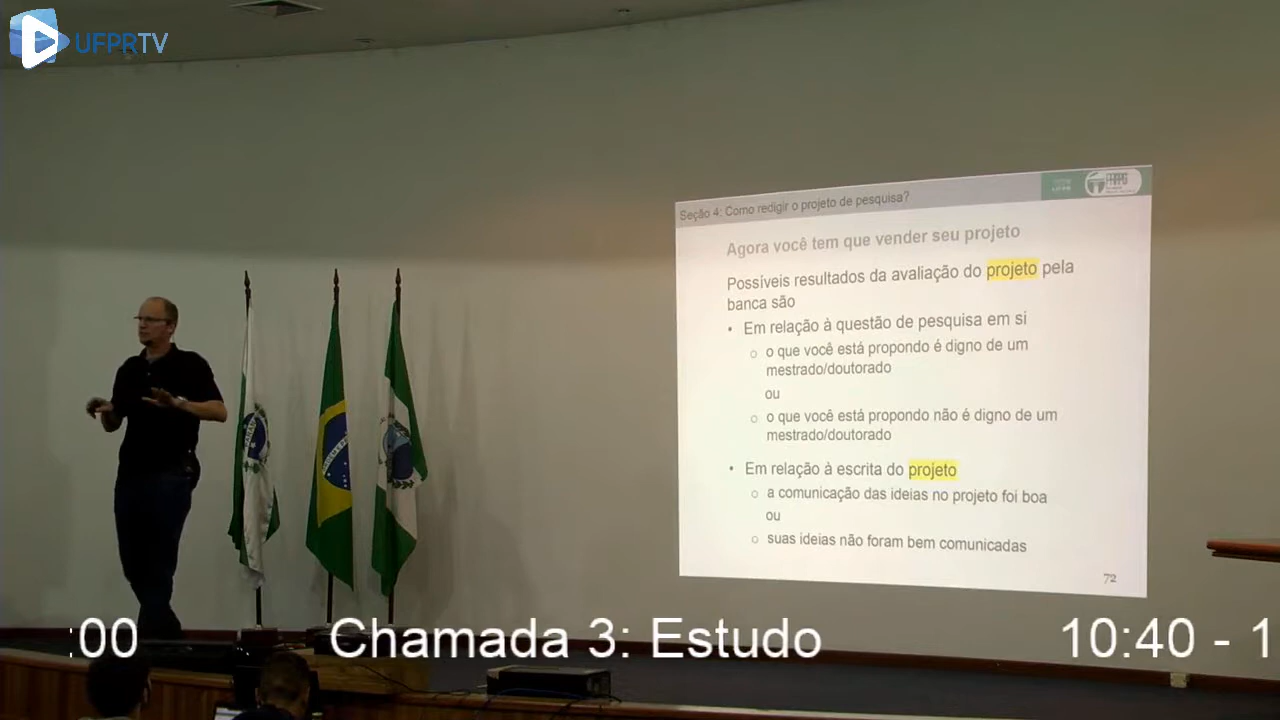 UFPRTV
Seção 4: Como redigir o projeto de pesquisa?
Agora você tem que vender seu projeto
Possíveis resultados da avaliação do projeto pela
banca são
• Em relação à questão de pesquisa em si
o o que você está propondo é digno de um
mestrado/doutorado
ou
o o que você está propondo não é digno de um
mestrado/doutorado
• Em relação à escrita do projeto
o a comunicação das ideias no projeto foi boa
ou
o suas ideias não foram bem comunicadas
72
:00 Chamada 3: Estudo 10:40 - 1